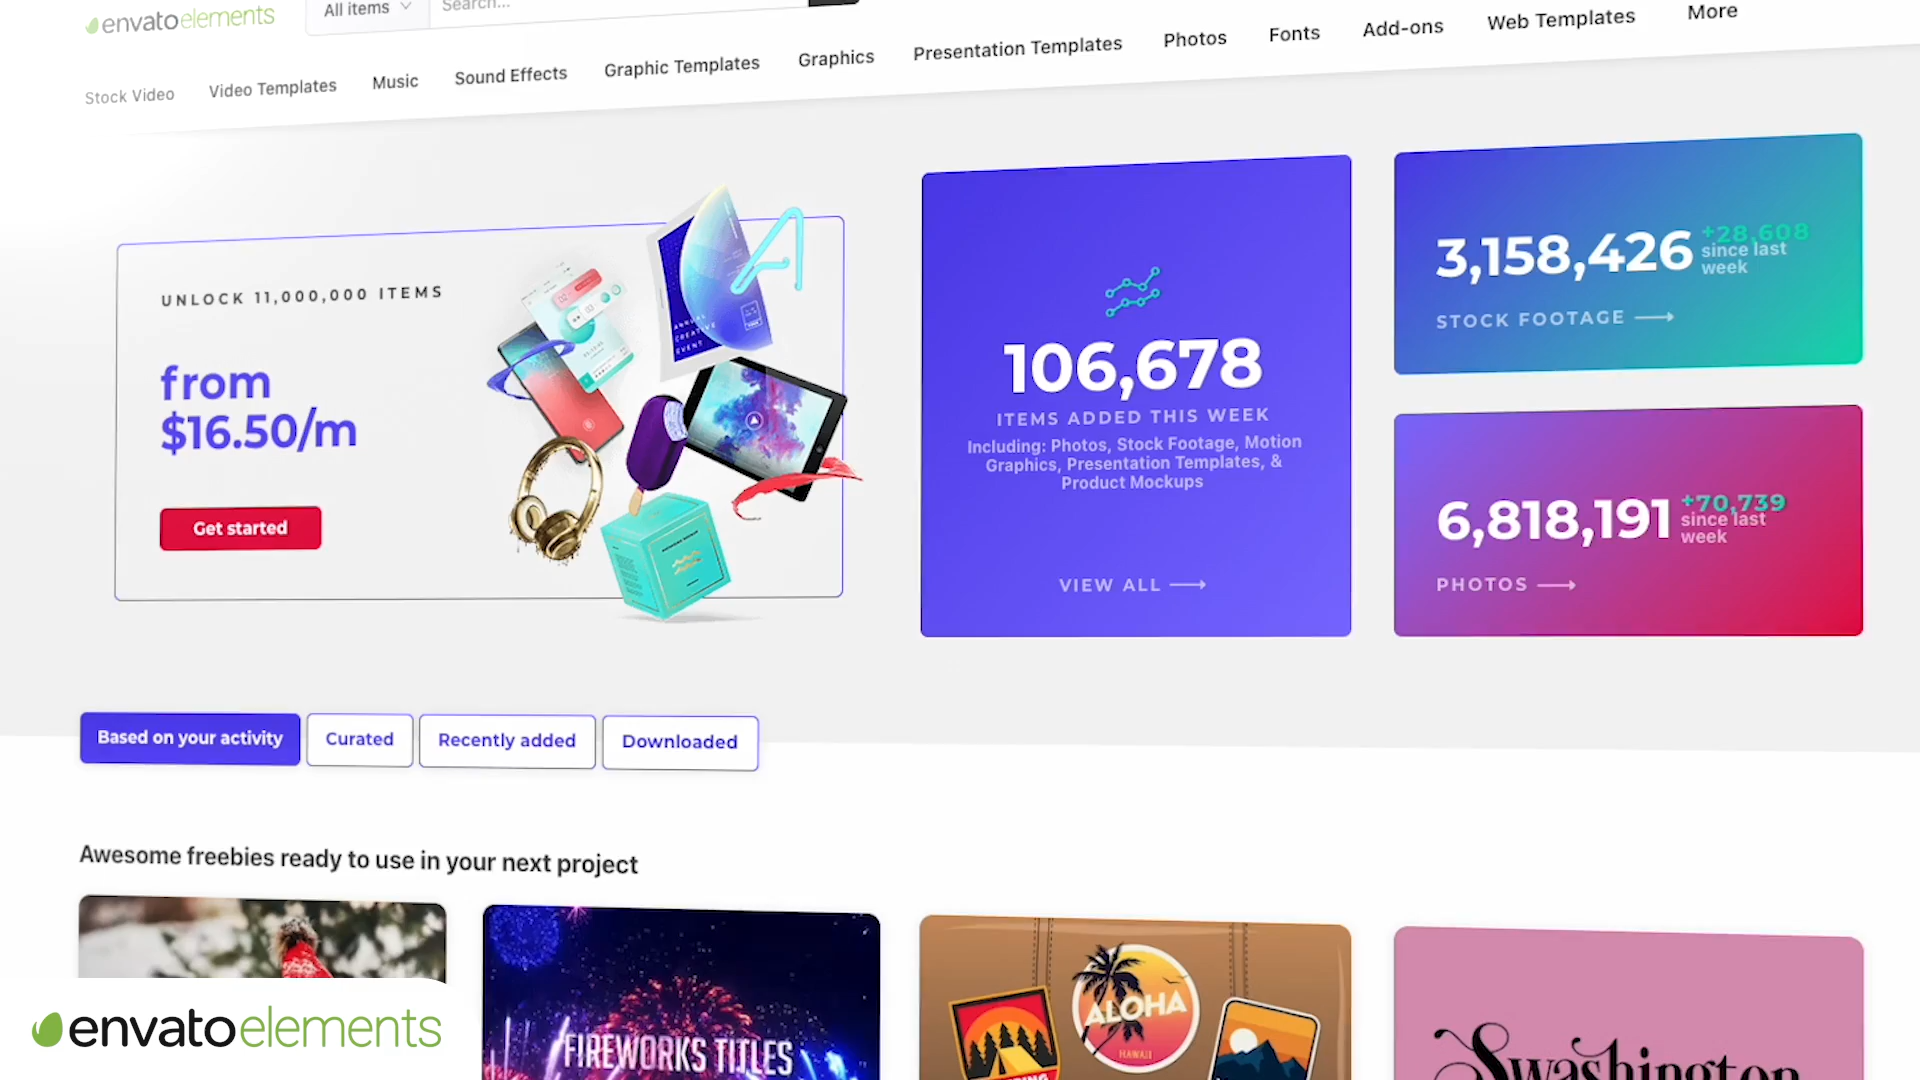 envatoelements
All items
Search...
Stock Video
Video Templates
Music
Sound Effects
Graphic Templates
Graphics
Presentation Templates
Photos
Fonts
Add-ons
Web Templates
More
UNLOCK 11,000,000 ITEMS
from
$16.50/m
Get started
ANNUAL
CREATIVE
EVENT
106,678
ITEMS ADDED THIS WEEK
Including: Photos, Stock Footage, Motion
Graphics, Presentation Templates, &
Product Mockups
VIEW ALL
3,158,426
+28,608
since last
week
STOCK FOOTAGE
6,818,191
+70,739
since last
week
PHOTOS
Based on your activity
Curated
Recently added
Downloaded
Awesome freebies ready to use in your next project
FIREWORKS TITLES
ALOHA
HAWAII
Swashington
envatoelements